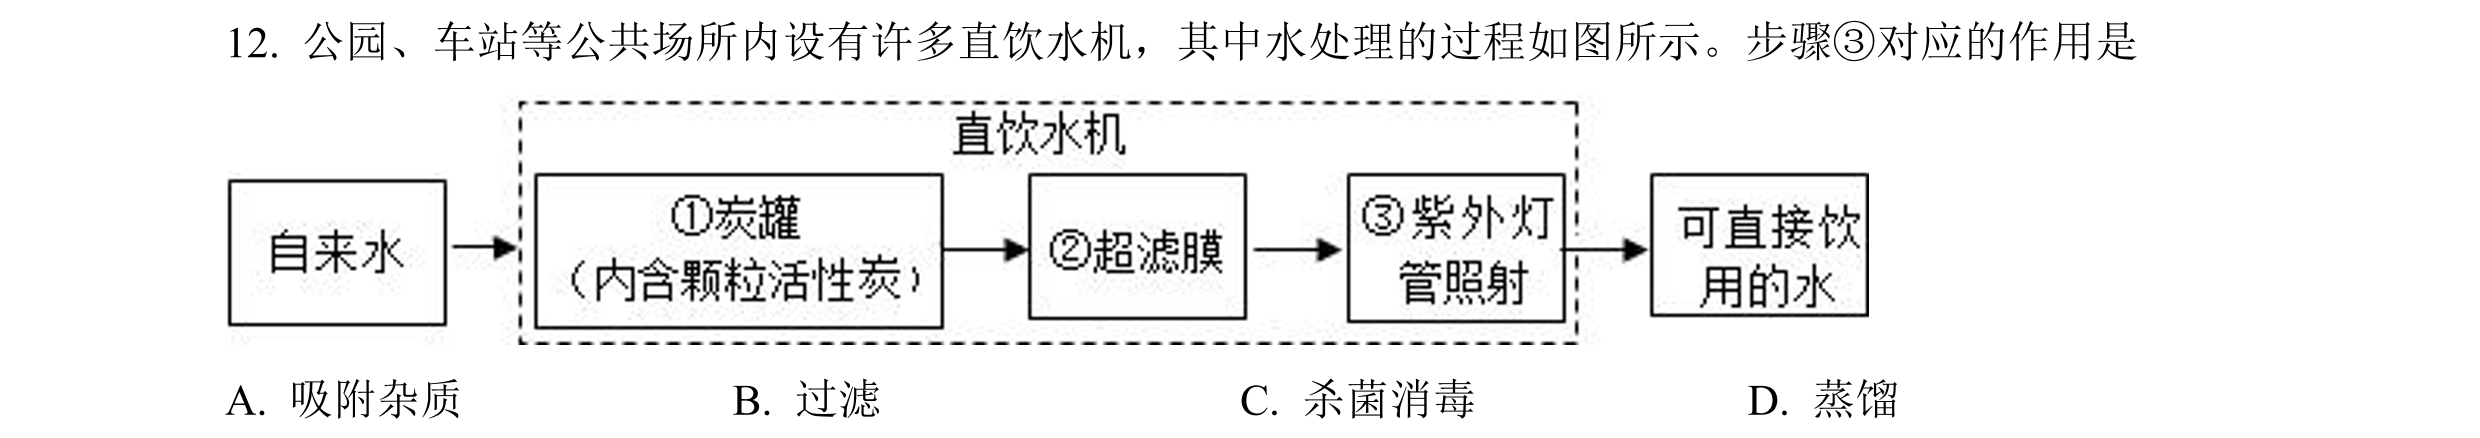 12. 公园、车站等公共场所内设有许多直饮水机，其中水处理的过程如图所示。步骤③对应的作用是
直饮水机
自来水
①炭罐
（内含颗粒活性炭）
②超滤膜
③紫外灯
管照射
可直接饮
用的水
A. 吸附杂质 B. 过滤 C. 杀菌消毒 D. 蒸馏